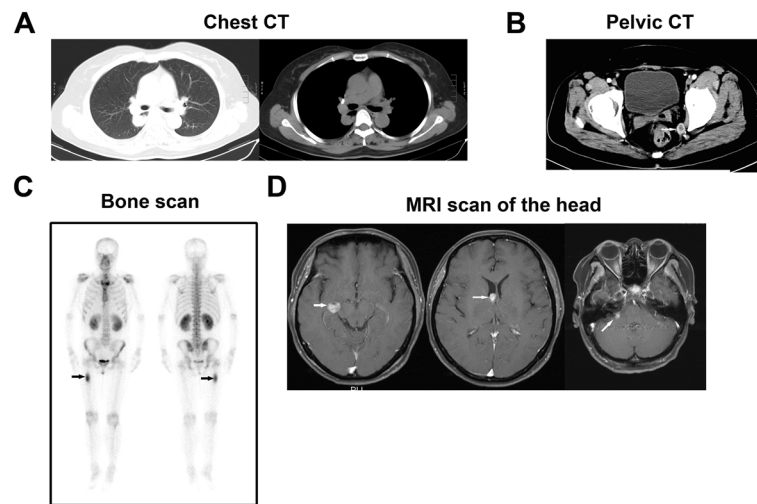 A
Chest CT
B
Pelvic CT
C
Bone scan
D
MRI scan of the head